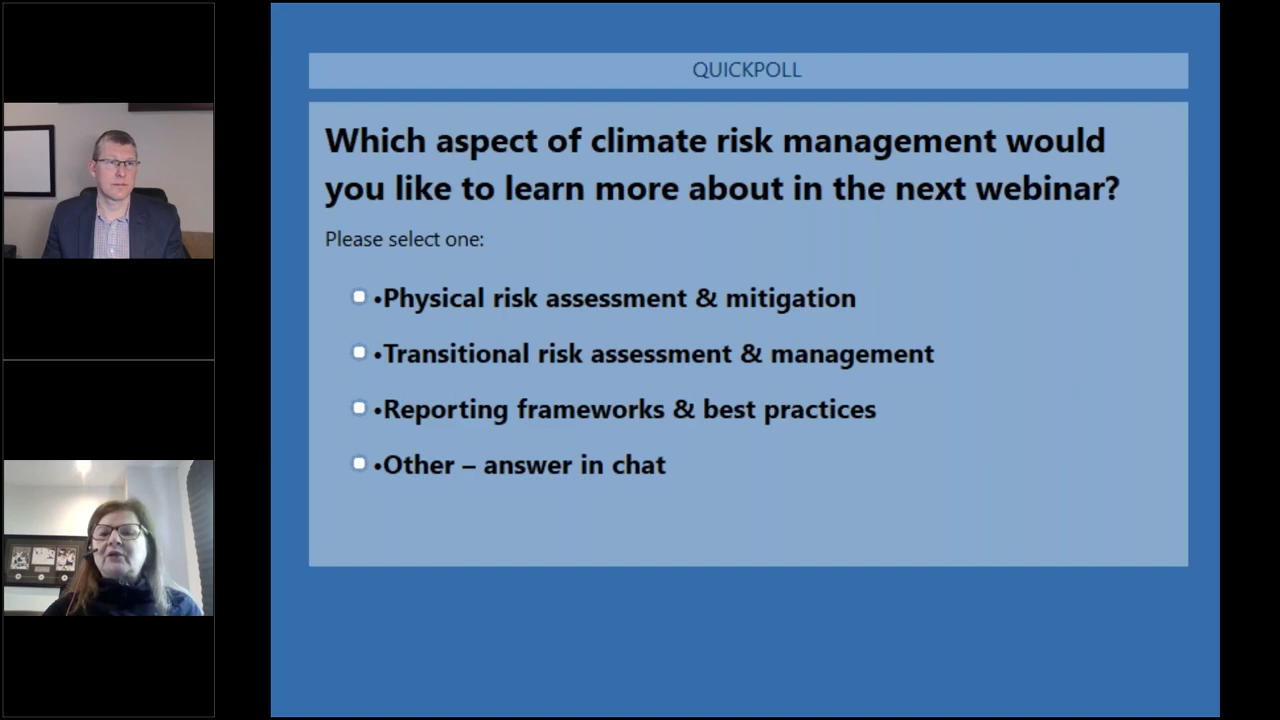 QUICKPOLL
Which aspect of climate risk management would
you like to learn more about in the next webinar?
Please select one:
•Physical risk assessment & mitigation
•Transitional risk assessment & management
•Reporting frameworks & best practices
•Other – answer in chat